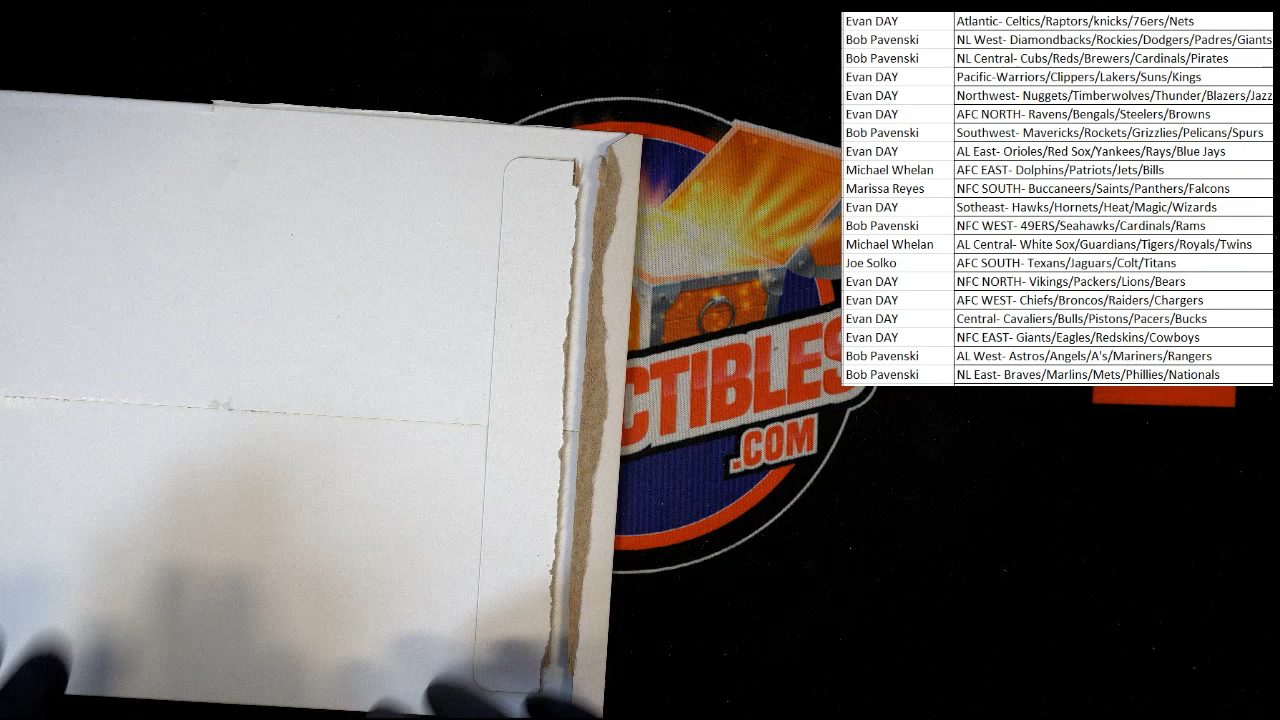 Evan DAY Atlantic- Celtics/Raptors/knicks/76ers/Nets
Bob Pavenski NL West- Diamondbacks/Rockies/Dodgers/Padres/Giants
Bob Pavenski NL Central- Cubs/Reds/Brewers/Cardinals/Pirates
Evan DAY Pacific-Warriors/Clippers/Lakers/Suns/Kings
Evan DAY Northwest- Nuggets/Timberwolves/Thunder/Blazers/Jazz
Evan DAY AFC NORTH- Ravens/Bengals/Steelers/Browns
Bob Pavenski Southwest- Mavericks/Rockets/Grizzlies/Pelicans/Spurs
Evan DAY AL East- Orioles/Red Sox/Yankees/Rays/Blue Jays
Michael Whelan AFC EAST- Dolphins/Patriots/Jets/Bills
Marissa Reyes NFC SOUTH- Buccaneers/Saints/Panthers/Falcons
Evan DAY Sotheast- Hawks/Hornets/Heat/Magic/Wizards
Bob Pavenski NFC WEST- 49ERS/Seahawks/Cardinals/Rams
Michael Whelan AL Central- White Sox/Guardians/Tigers/Royals/Twins
Joe Solko AFC SOUTH- Texans/Jaguars/Colt/Titans
Evan DAY NFC NORTH- Vikings/Packers/Lions/Bears
Evan DAY AFC WEST- Chiefs/Broncos/Raiders/Chargers
Evan DAY Central- Cavaliers/Bulls/Pistons/Pacers/Bucks
Evan DAY NFC EAST- Giants/Eagles/Redskins/Cowboys
Bob Pavenski AL West- Astros/Angels/A's/Mariners/Rangers
Bob Pavenski NL East- Braves/Marlins/Mets/Phillies/Nationals
CTIBLES
.COM